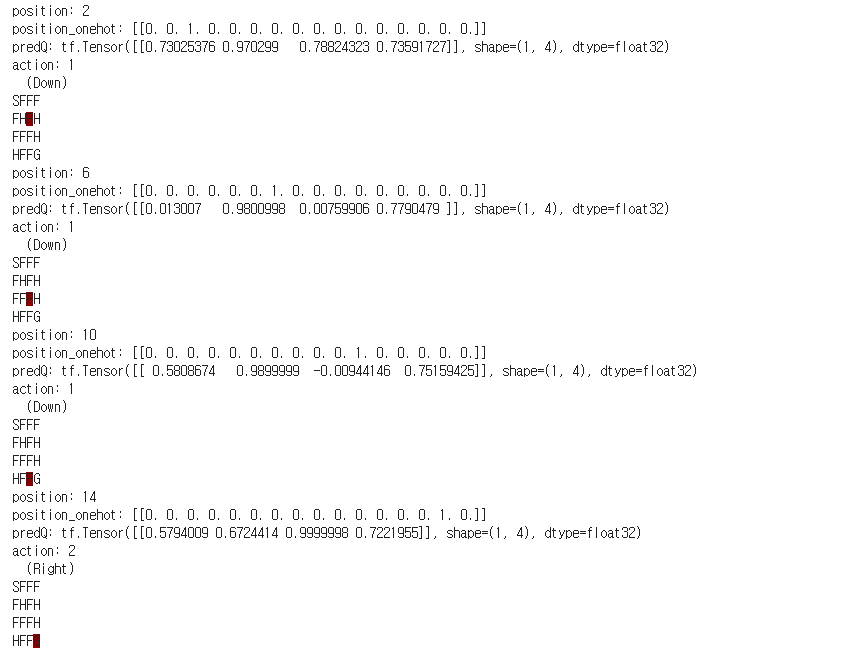 position: 2
position_onehot: [[0. 0. 1. 0. 0. 0. 0. 0. 0. 0. 0. 0. 0. 0. 0. 0.]]
predQ: tf.Tensor([[0.73025376 0.970299   0.78824323 0.73591727]], shape=(1, 4), dtype=float32)
action: 1
  (Down)
SFFF
FH H
FFFH
HFFG
position: 6
position_onehot: [[0. 0. 0. 0. 0. 0. 1. 0. 0. 0. 0. 0. 0. 0. 0. 0.]]
predQ: tf.Tensor([[0.013007   0.9800998  0.00759906 0.7790479 ]], shape=(1, 4), dtype=float32)
action: 1
  (Down)
SFFF
FHFH
FF H
HFFG
position: 10
position_onehot: [[0. 0. 0. 0. 0. 0. 0. 0. 0. 0. 1. 0. 0. 0. 0. 0.]]
predQ: tf.Tensor([[ 0.5808674   0.9899999  -0.00944146  0.75159425]], shape=(1, 4), dtype=float32)
action: 1
  (Down)
SFFF
FHFH
FFFH
HF G
position: 14
position_onehot: [[0. 0. 0. 0. 0. 0. 0. 0. 0. 0. 0. 0. 0. 0. 1. 0.]]
predQ: tf.Tensor([[0.5794009 0.6724414 0.9999998 0.7221955]], shape=(1, 4), dtype=float32)
action: 2
  (Right)
SFFF
FHFH
FFFH
HFF